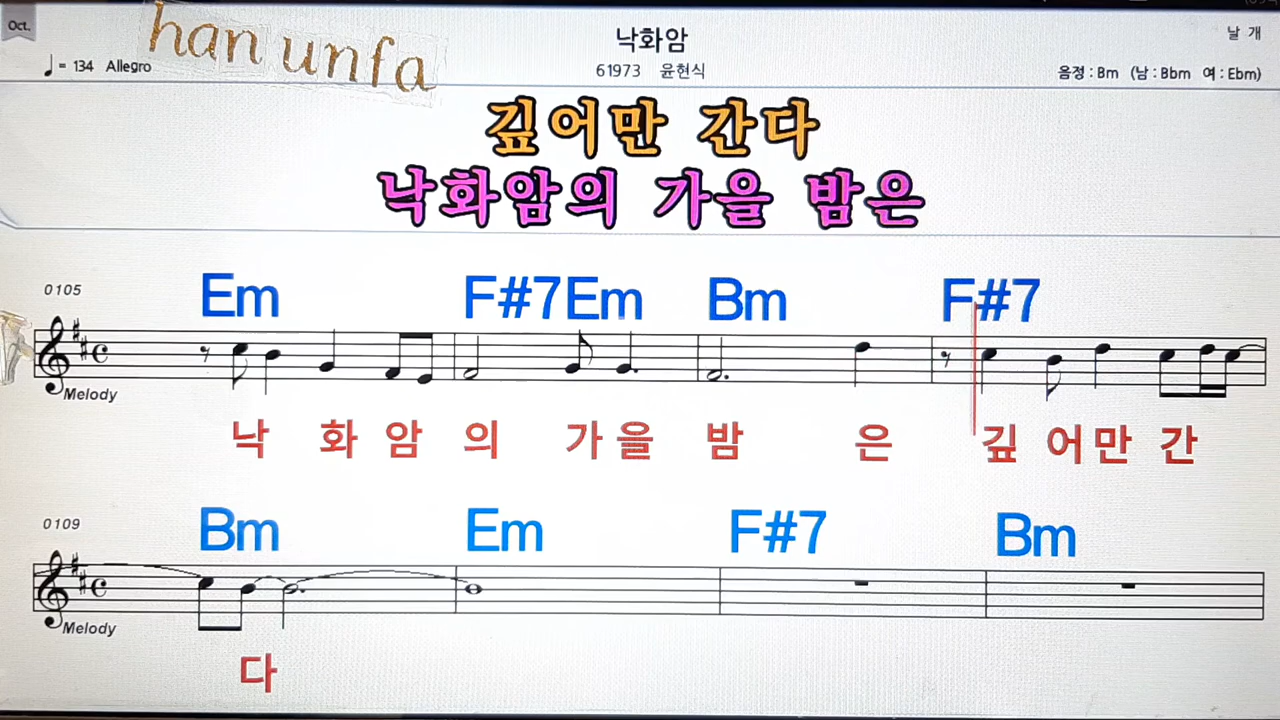 Oct.
han unfa
낙화암
날 개
♩= 134 Allegro
61973 윤현식
음정 : Bm (남 : Bbm 여 : Ebm)
깊어만 간다
낙화암의 가을 밤은
0105
Em F#7 Em Bm F#7
Melody
낙 화 암 의 가 을 밤 은 깊 어 만 간
0109
Bm Em F#7 Bm
Melody
다